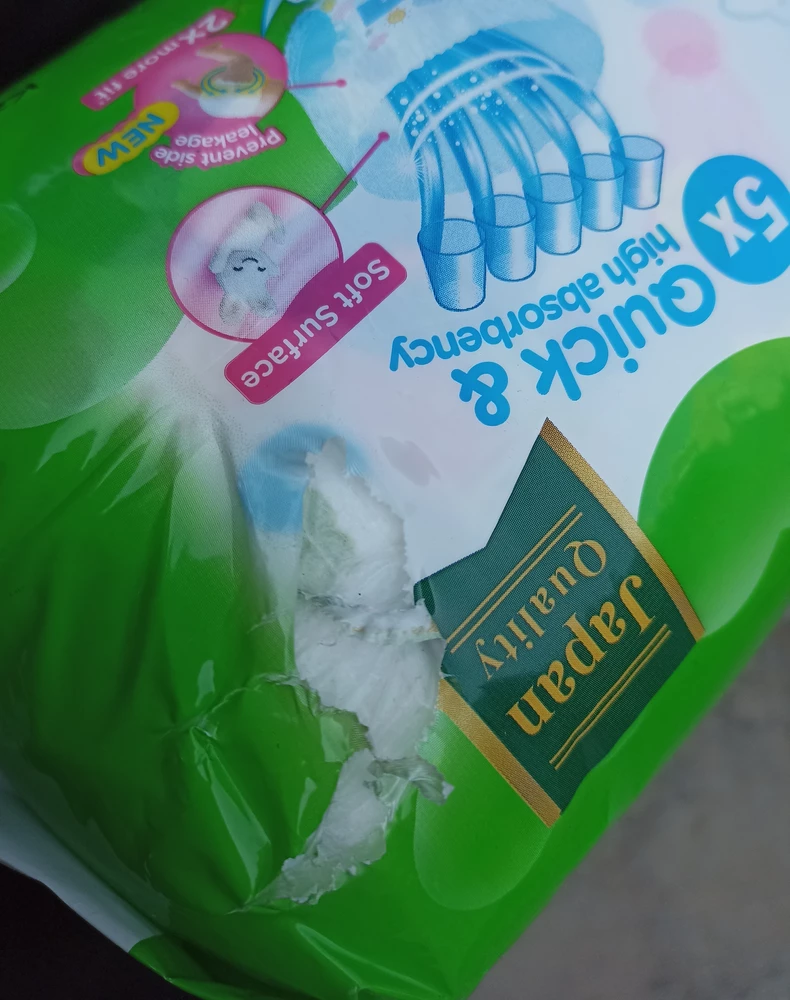 5X
Quick &
high absorbency
Soft Surface
Prevent side
leakage
NEW
2X more fit
Japan
Quality